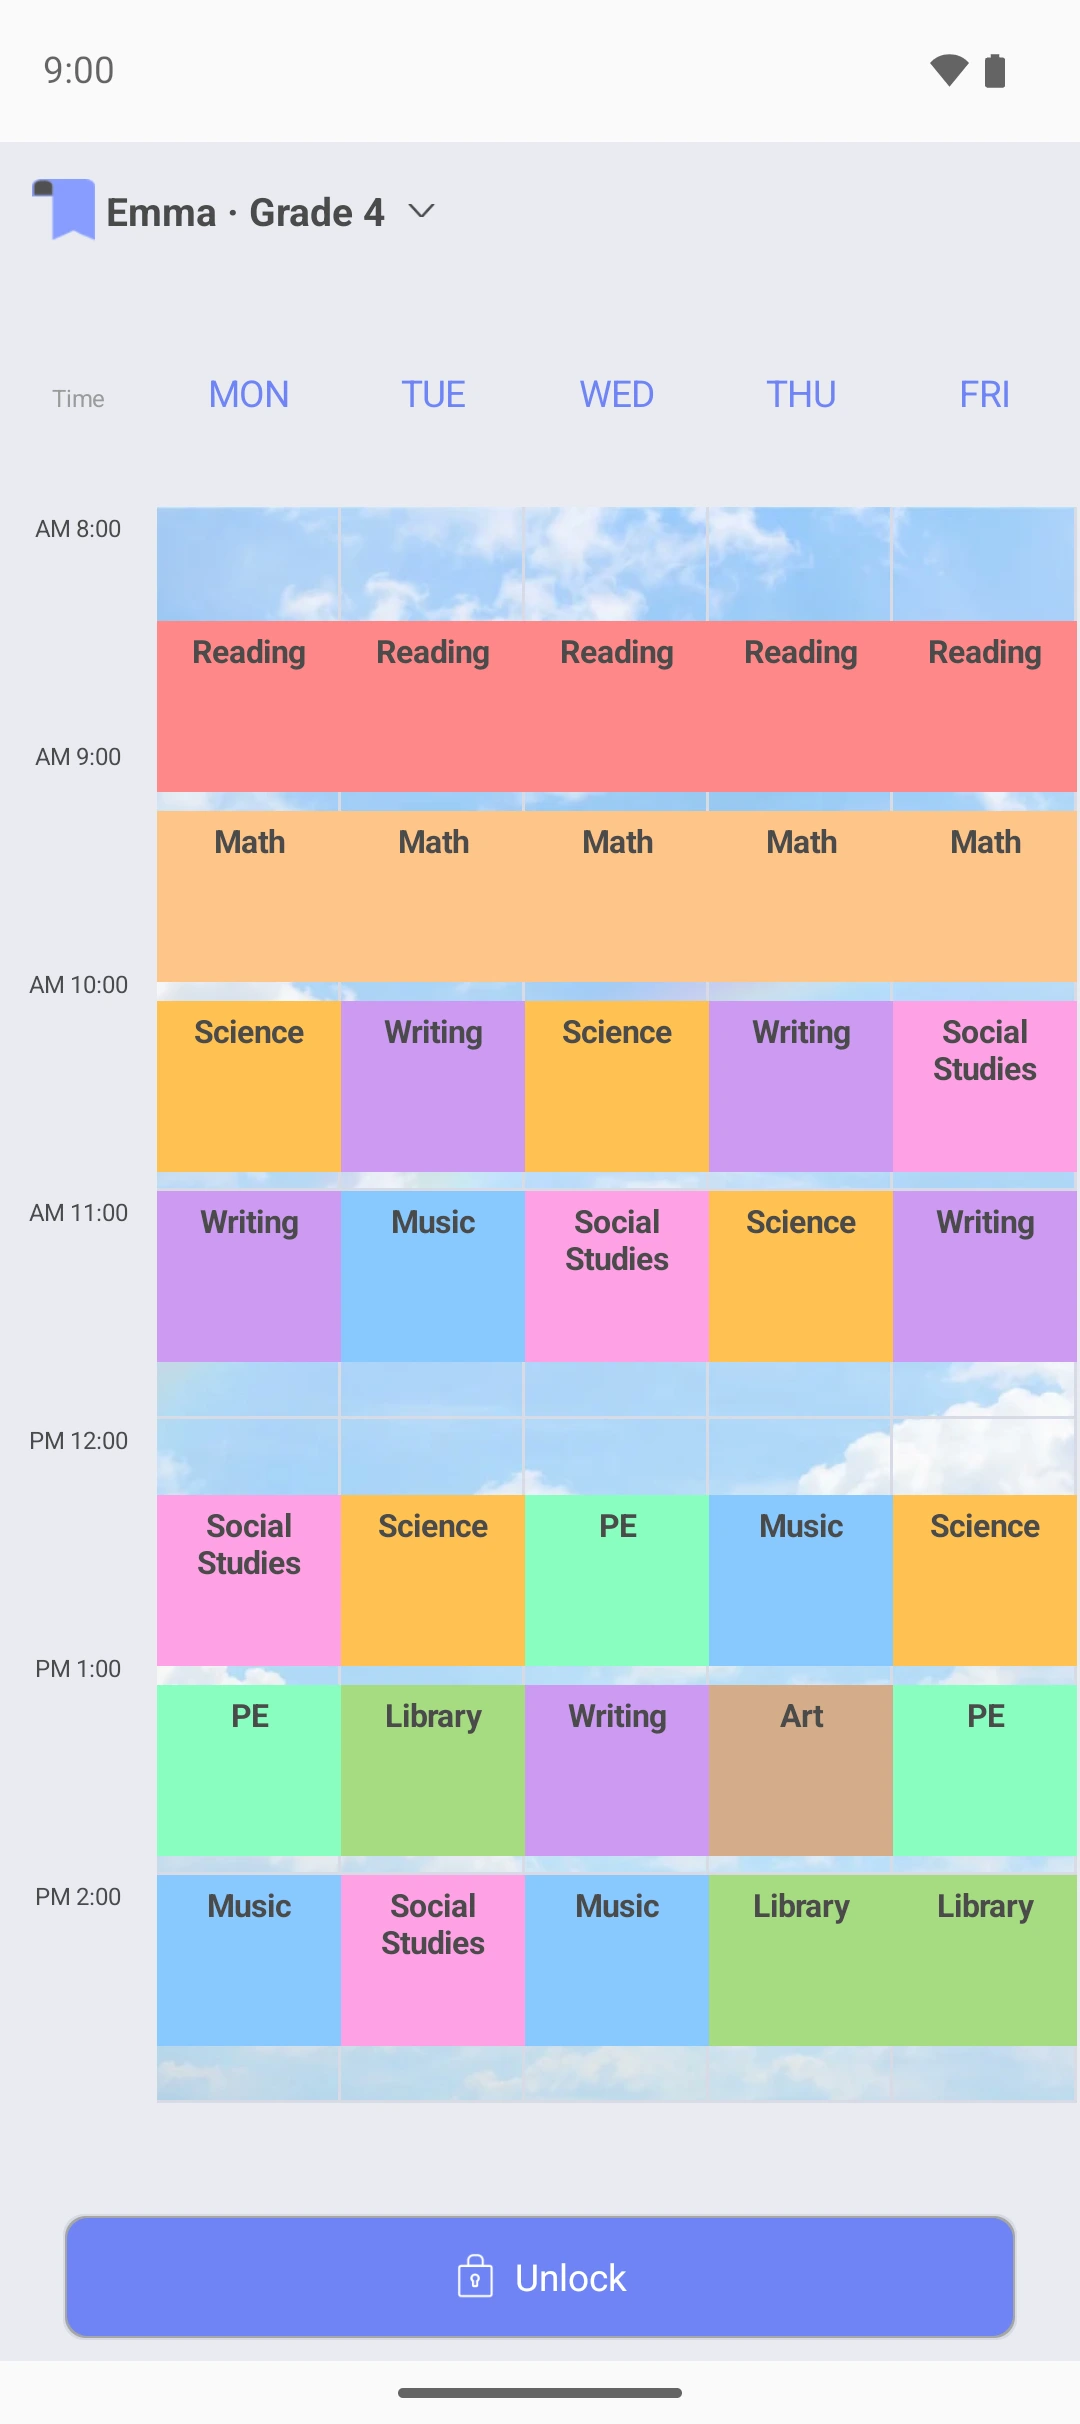 9:00
Emma · Grade 4
Time MON TUE WED THU FRI
AM 8:00
Reading Reading Reading Reading Reading
AM 9:00
Math Math Math Math Math
AM 10:00
Science Writing Science Writing Social
Studies
AM 11:00
Writing Music Social Science Writing
Studies
PM 12:00
Social Science PE Music Science
Studies
PM 1:00
PE Library Writing Art PE
PM 2:00
Music Social Music Library Library
Studies
Unlock